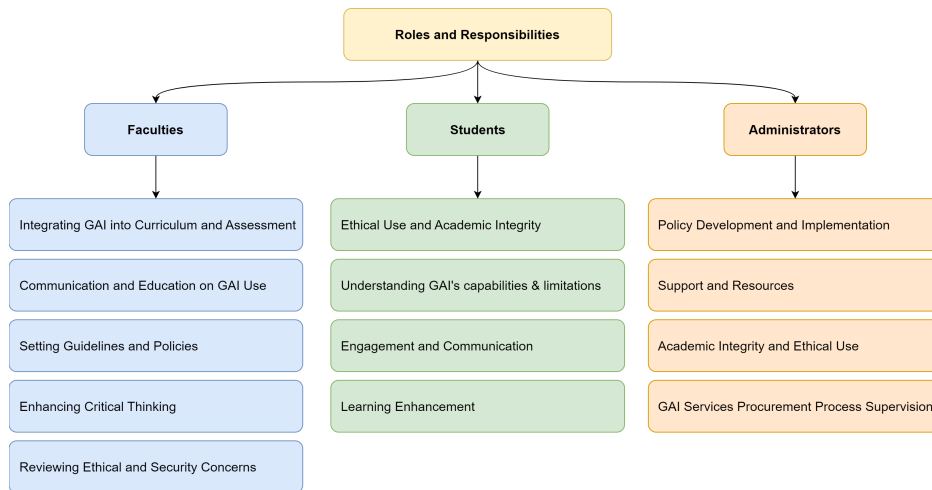 Roles and Responsibilities
Faculties
Students
Administrators
Integrating GAI into Curriculum and Assessment
Communication and Education on GAI Use
Setting Guidelines and Policies
Enhancing Critical Thinking
Reviewing Ethical and Security Concerns
Ethical Use and Academic Integrity
Understanding GAI's capabilities & limitations
Engagement and Communication
Learning Enhancement
Policy Development and Implementation
Support and Resources
Academic Integrity and Ethical Use
GAI Services Procurement Process Supervision